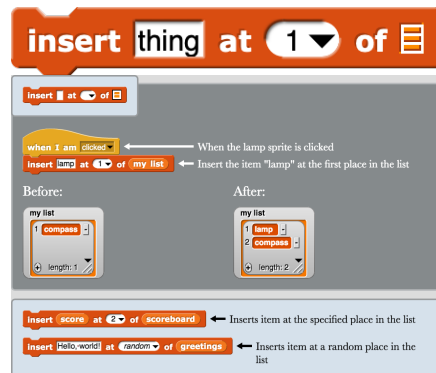 insert thing at 1 of
insert at of
when I am clicked
When the lamp sprite is clicked
insert lamp at 1 of my list
Insert the item "lamp" at the first place in the list
Before:
After:
my list
1 compass -
+ length: 1
my list
1 lamp -
2 compass -
+ length: 2
insert score at 2 of scoreboard
Inserts item at the specified place in the list
insert Hello,·world! at random of greetings
Inserts item at a random place in the
list